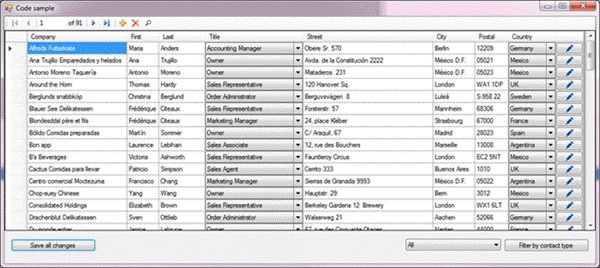 Code sample
1 of 91
Company First Last Title Street City Postal Country
Alfreds Futterkiste Maria Anders Accounting Manager Obere Str. 570 Berlin 12209 Germany
Ana Trujillo Emparedados y helados Ana Trujillo Owner Avda. de la Constitución 2222 México D.F. 05021 Mexico
Antonio Moreno Taquería Antonio Moreno Owner Mataderos 231 México D.F. 05023 Mexico
Around the Horn Thomas Hardy Sales Representative 120 Hanover Sq. London WA1 1DP UK
Berglunds snabbköp Christina Berglund Order Administrator Berguvsvägen 8 Luleå S-958 22 Sweden
Blauer See Delikatessen Frédérique Citeaux Sales Representative Forsterstr. 57 Mannheim 68306 Germany
Blondesddsl père et fils Frédérique Citeaux Marketing Manager 24, place Kléber Strasbourg 67000 France
Bólido Comidas preparadas Martín Sommer Owner C/ Araquil, 67 Madrid 28023 Spain
Bon app Laurence Lebihan Sales Associate 12, rue des Bouchers Marseille 13008 Argentina
B's Beverages Victoria Ashworth Sales Representative Fauntleroy Circus London EC2 5NT Mexico
Cactus Comidas para llevar Patricio Simpson Sales Agent Cerrito 333 Buenos Aires 1010 UK
Centro comercial Moctezuma Francisco Chang Marketing Manager Sierras de Granada 9993 México D.F. 05022 Argentina
Chop-suey Chinese Yang Wang Owner Hauptstr. 29 Bern 3012 Mexico
Consolidated Holdings Elizabeth Brown Sales Representative Berkeley Gardens 12 Brewery London WX1 6LT UK
Drachenblut Delikatessen Sven Ottlieb Order Administrator Walserweg 21 Aachen 52066 Germany
Save all changes All Filter by contact type